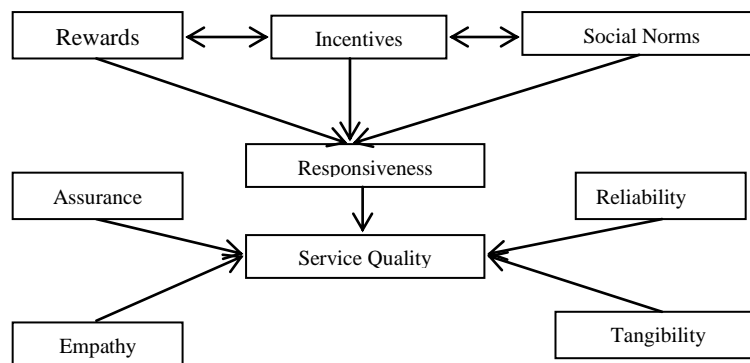 Rewards
Incentives
Social Norms
Responsiveness
Assurance
Reliability
Service Quality
Empathy
Tangibility